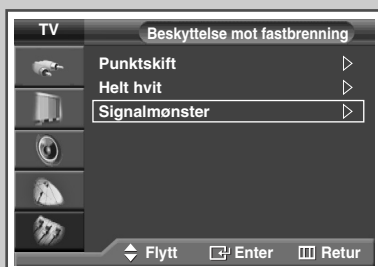 TV
Beskyttelse mot fastbrenning
Punktskift
Helt hvit
Signalmønster
Flytt Enter Retur